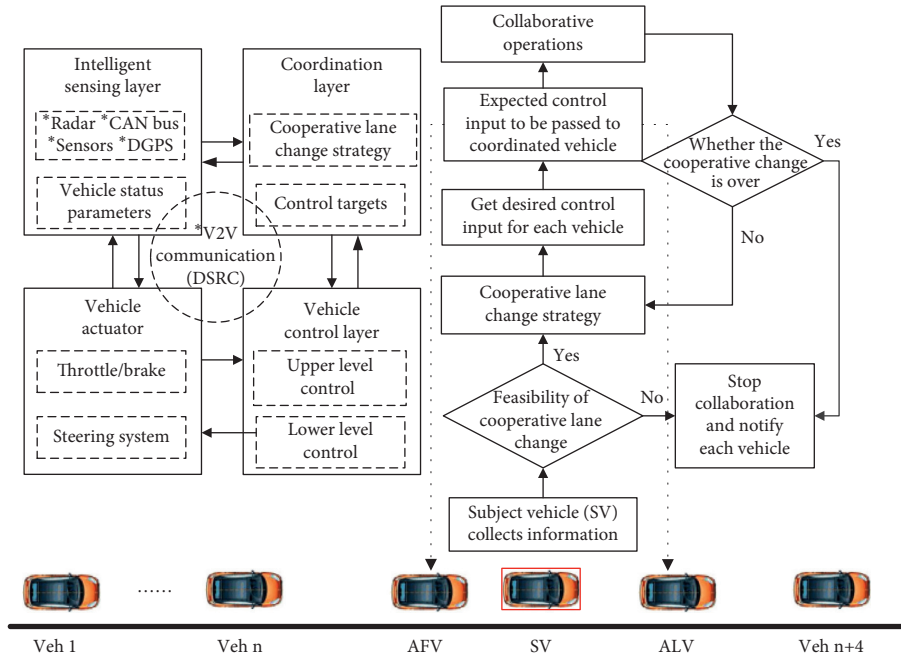 Intelligent
sensing layer
*Radar *CAN bus
*Sensors *DGPS
Vehicle status
parameters
Coordination
layer
Cooperative lane
change strategy
Control targets
*V2V
communication
(DSRC)
Vehicle
actuator
Throttle/brake
Steering system
Vehicle
control layer
Upper level
control
Lower level
control
Collaborative
operations
Expected control
input to be passed to
coordinated vehicle
Get desired control
input for each vehicle
Cooperative lane
change strategy
Yes
Feasibility of
cooperative lane
change
No
Subject vehicle (SV)
collects information
Whether the
cooperative change
is over
Yes
No
Stop
collaboration
and notify
each vehicle
......
Veh 1
Veh n
AFV
SV
ALV
Veh n+4